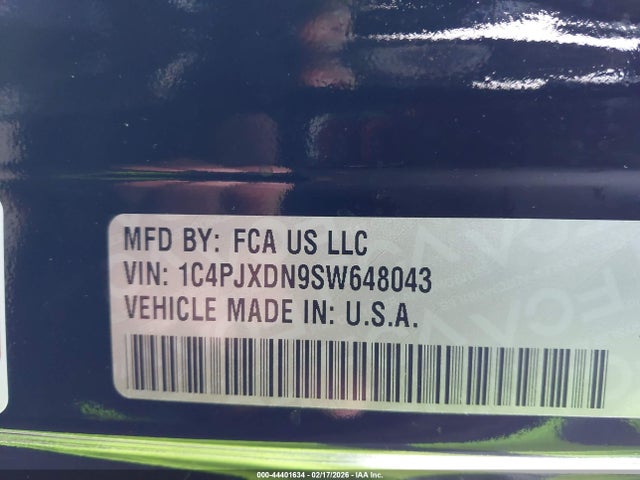 MFD BY: FCA US LLC
VIN: 1C4PJXDN9SW648043
VEHICLE MADE IN: U.S.A.
000-44401634 - 02/17/2026 - IAA Inc.